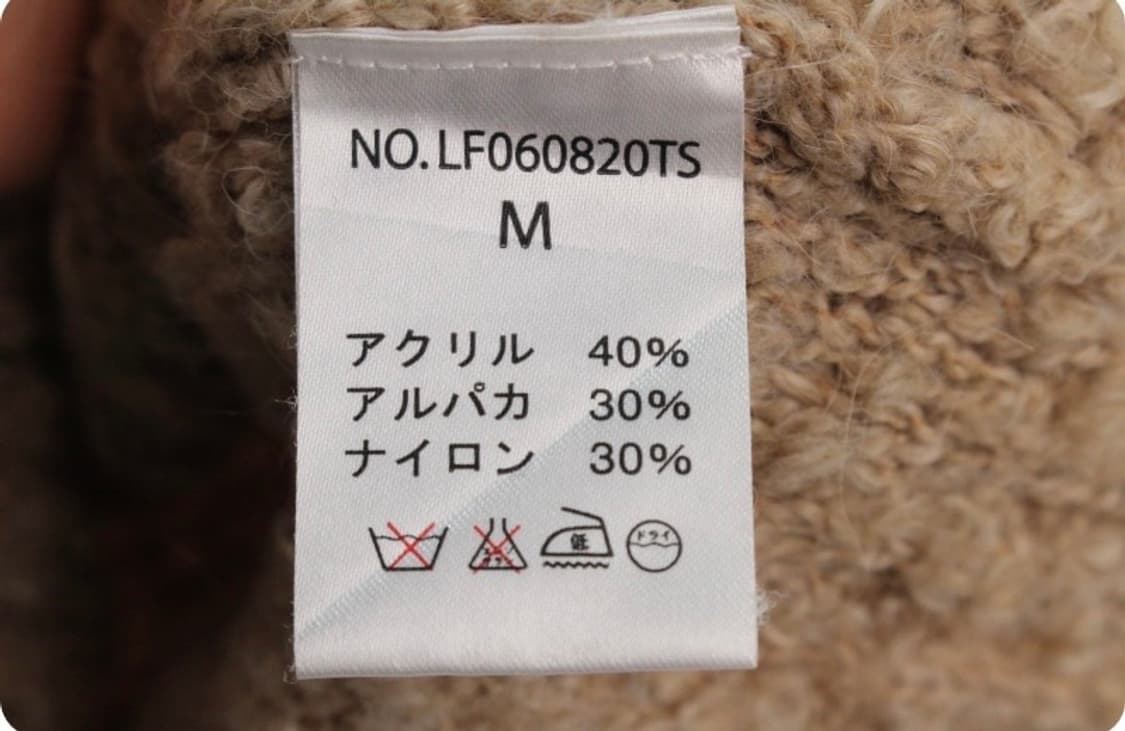 NO. LF060820TS
M
アクリル 40%
アルパカ 30%
ナイロン 30%
低 ドライ